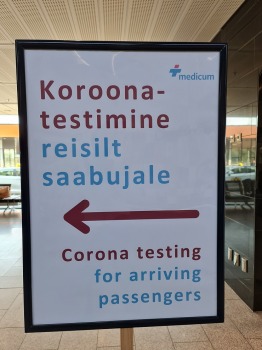 medicum
Koroona-
testimine
reisilt
saabujale
Corona testing
for arriving
passengers